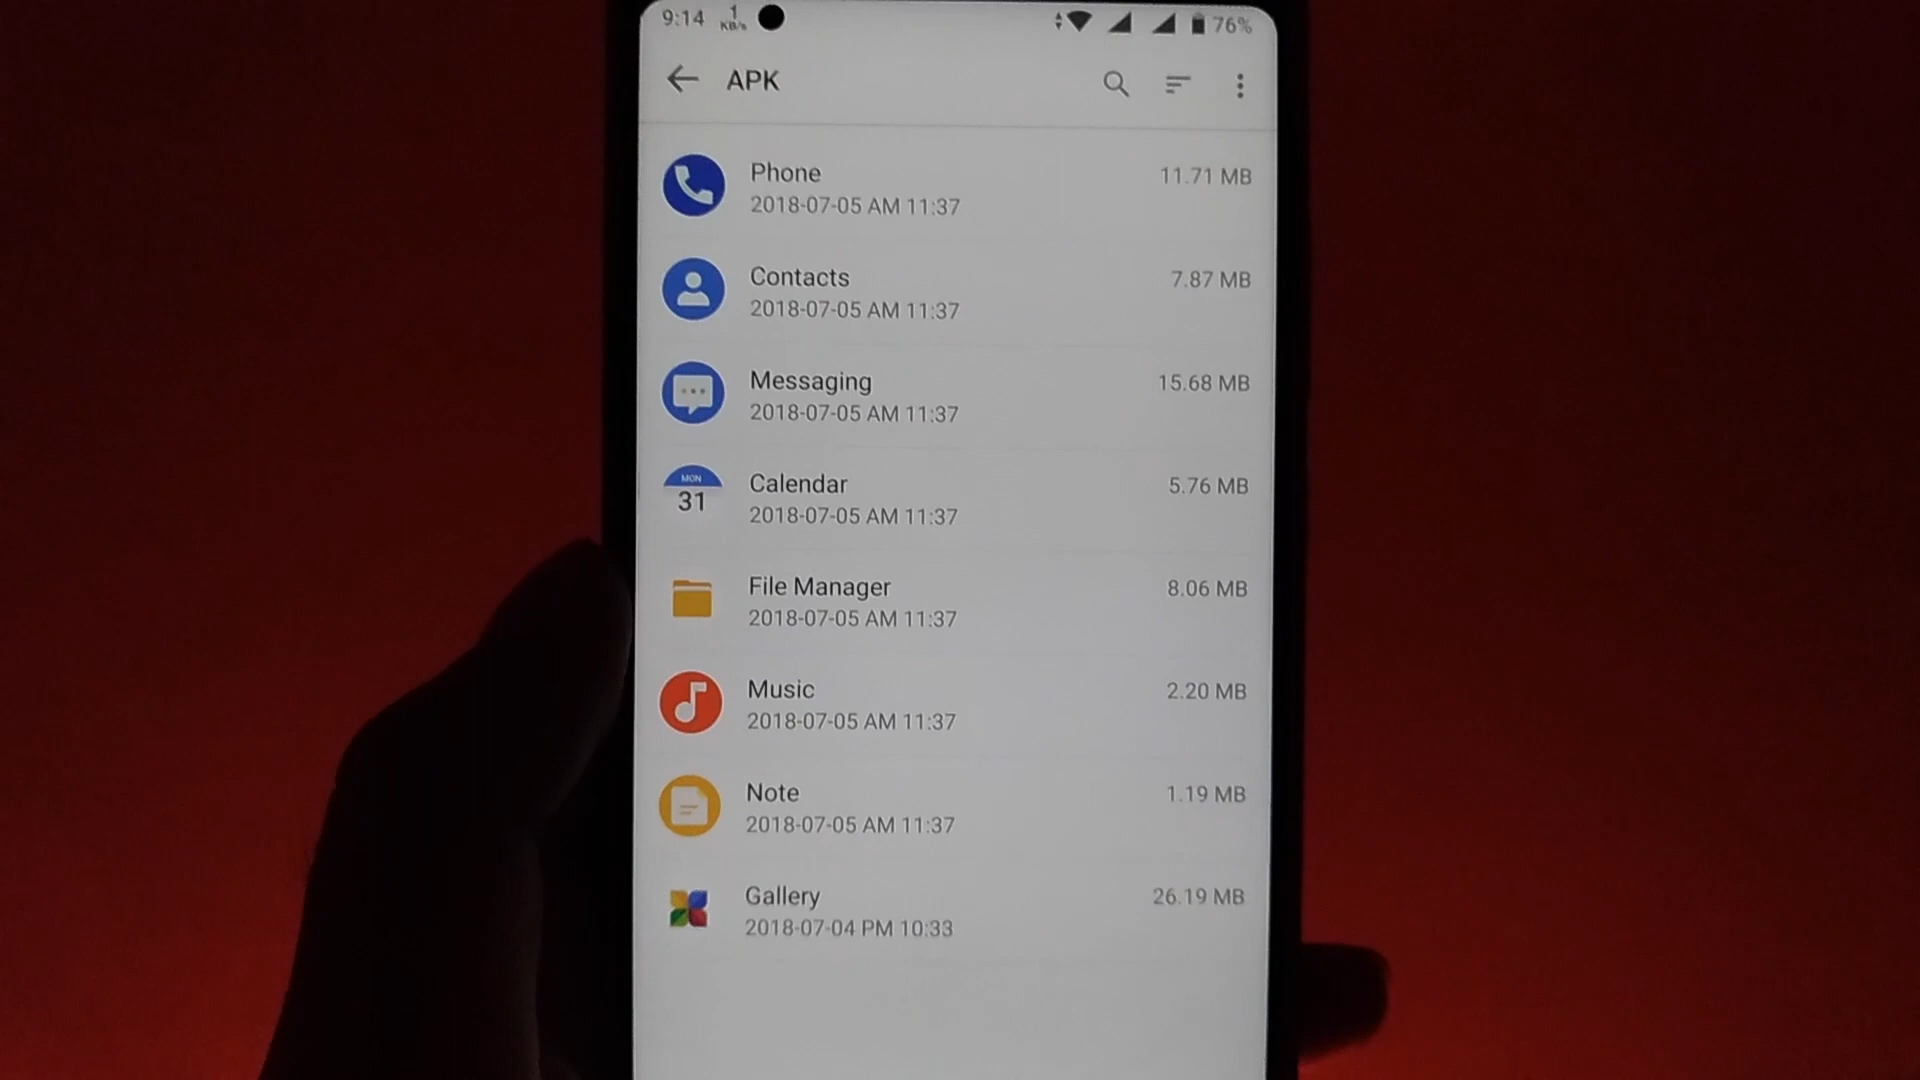 9:14 1 KB/s 76%
APK
Phone 11.71 MB
2018-07-05 AM 11:37
Contacts 7.87 MB
2018-07-05 AM 11:37
Messaging 15.68 MB
2018-07-05 AM 11:37
MON
31
Calendar 5.76 MB
2018-07-05 AM 11:37
File Manager 8.06 MB
2018-07-05 AM 11:37
Music 2.20 MB
2018-07-05 AM 11:37
Note 1.19 MB
2018-07-05 AM 11:37
Gallery 26.19 MB
2018-07-04 PM 10:33